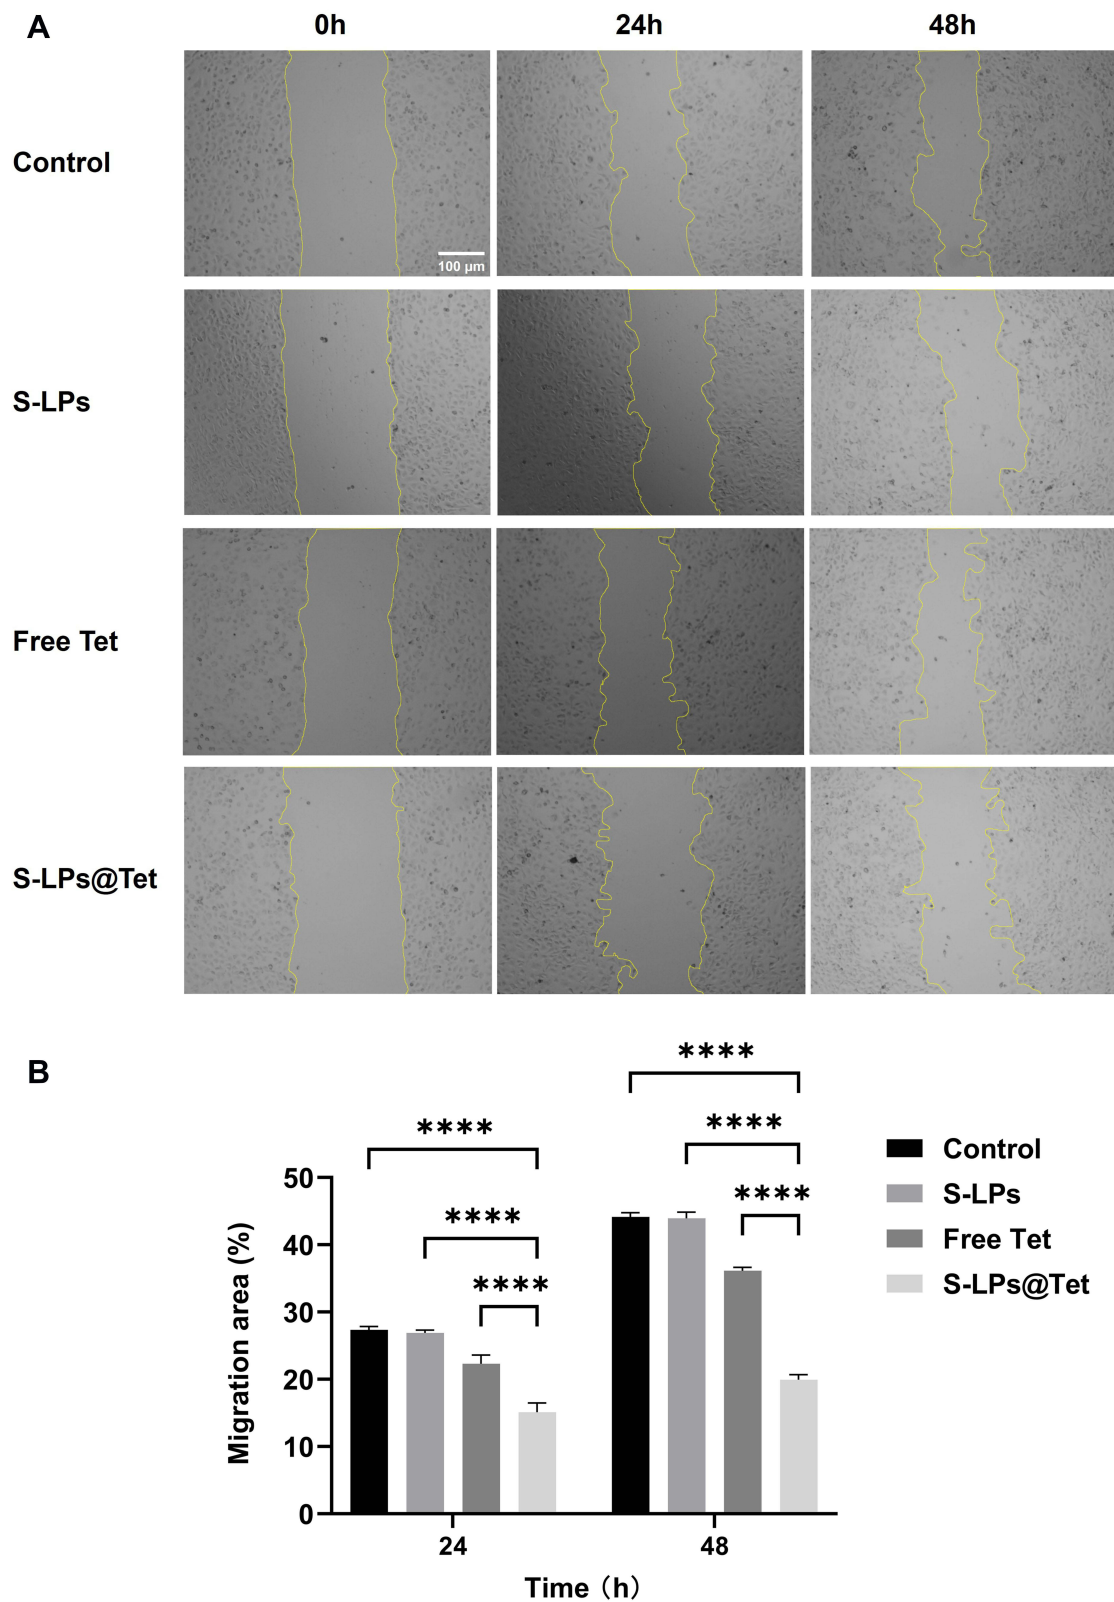 A
0h 24h 48h
Control
100 µm
S-LPs
Free Tet
S-LPs@Tet
B
****
****
****
****
****
****
50
40
30
20
10
0
Migration area (%)
24 48
Time (h)
Control
S-LPs
Free Tet
S-LPs@Tet